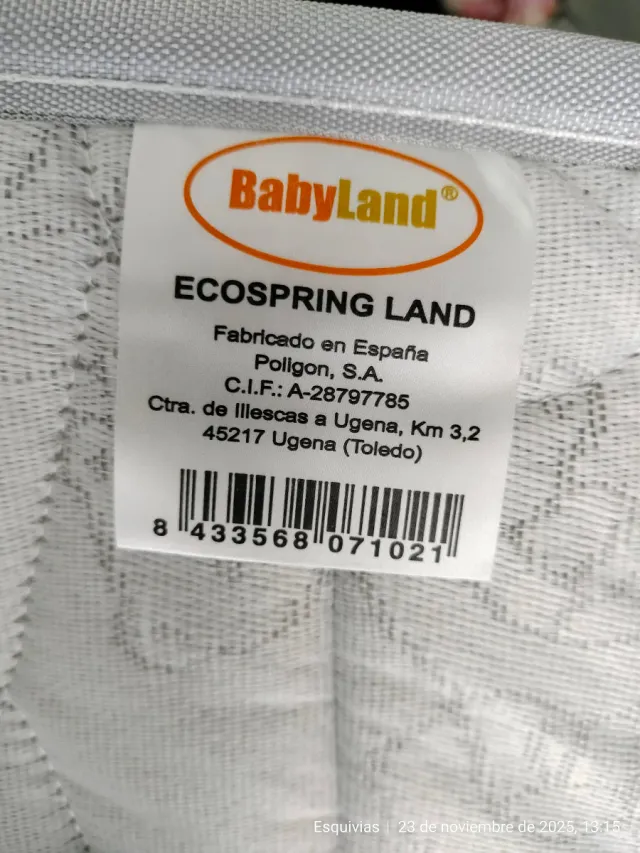 BabyLand®
ECOSPRING LAND
Fabricado en España
Poligon, S.A.
C.I.F.: A-28797785
Ctra. de Illescas a Ugena, Km 3,2
45217 Ugena (Toledo)
8 433568 071021
Esquivias | 23 de noviembre de 2025, 13:15